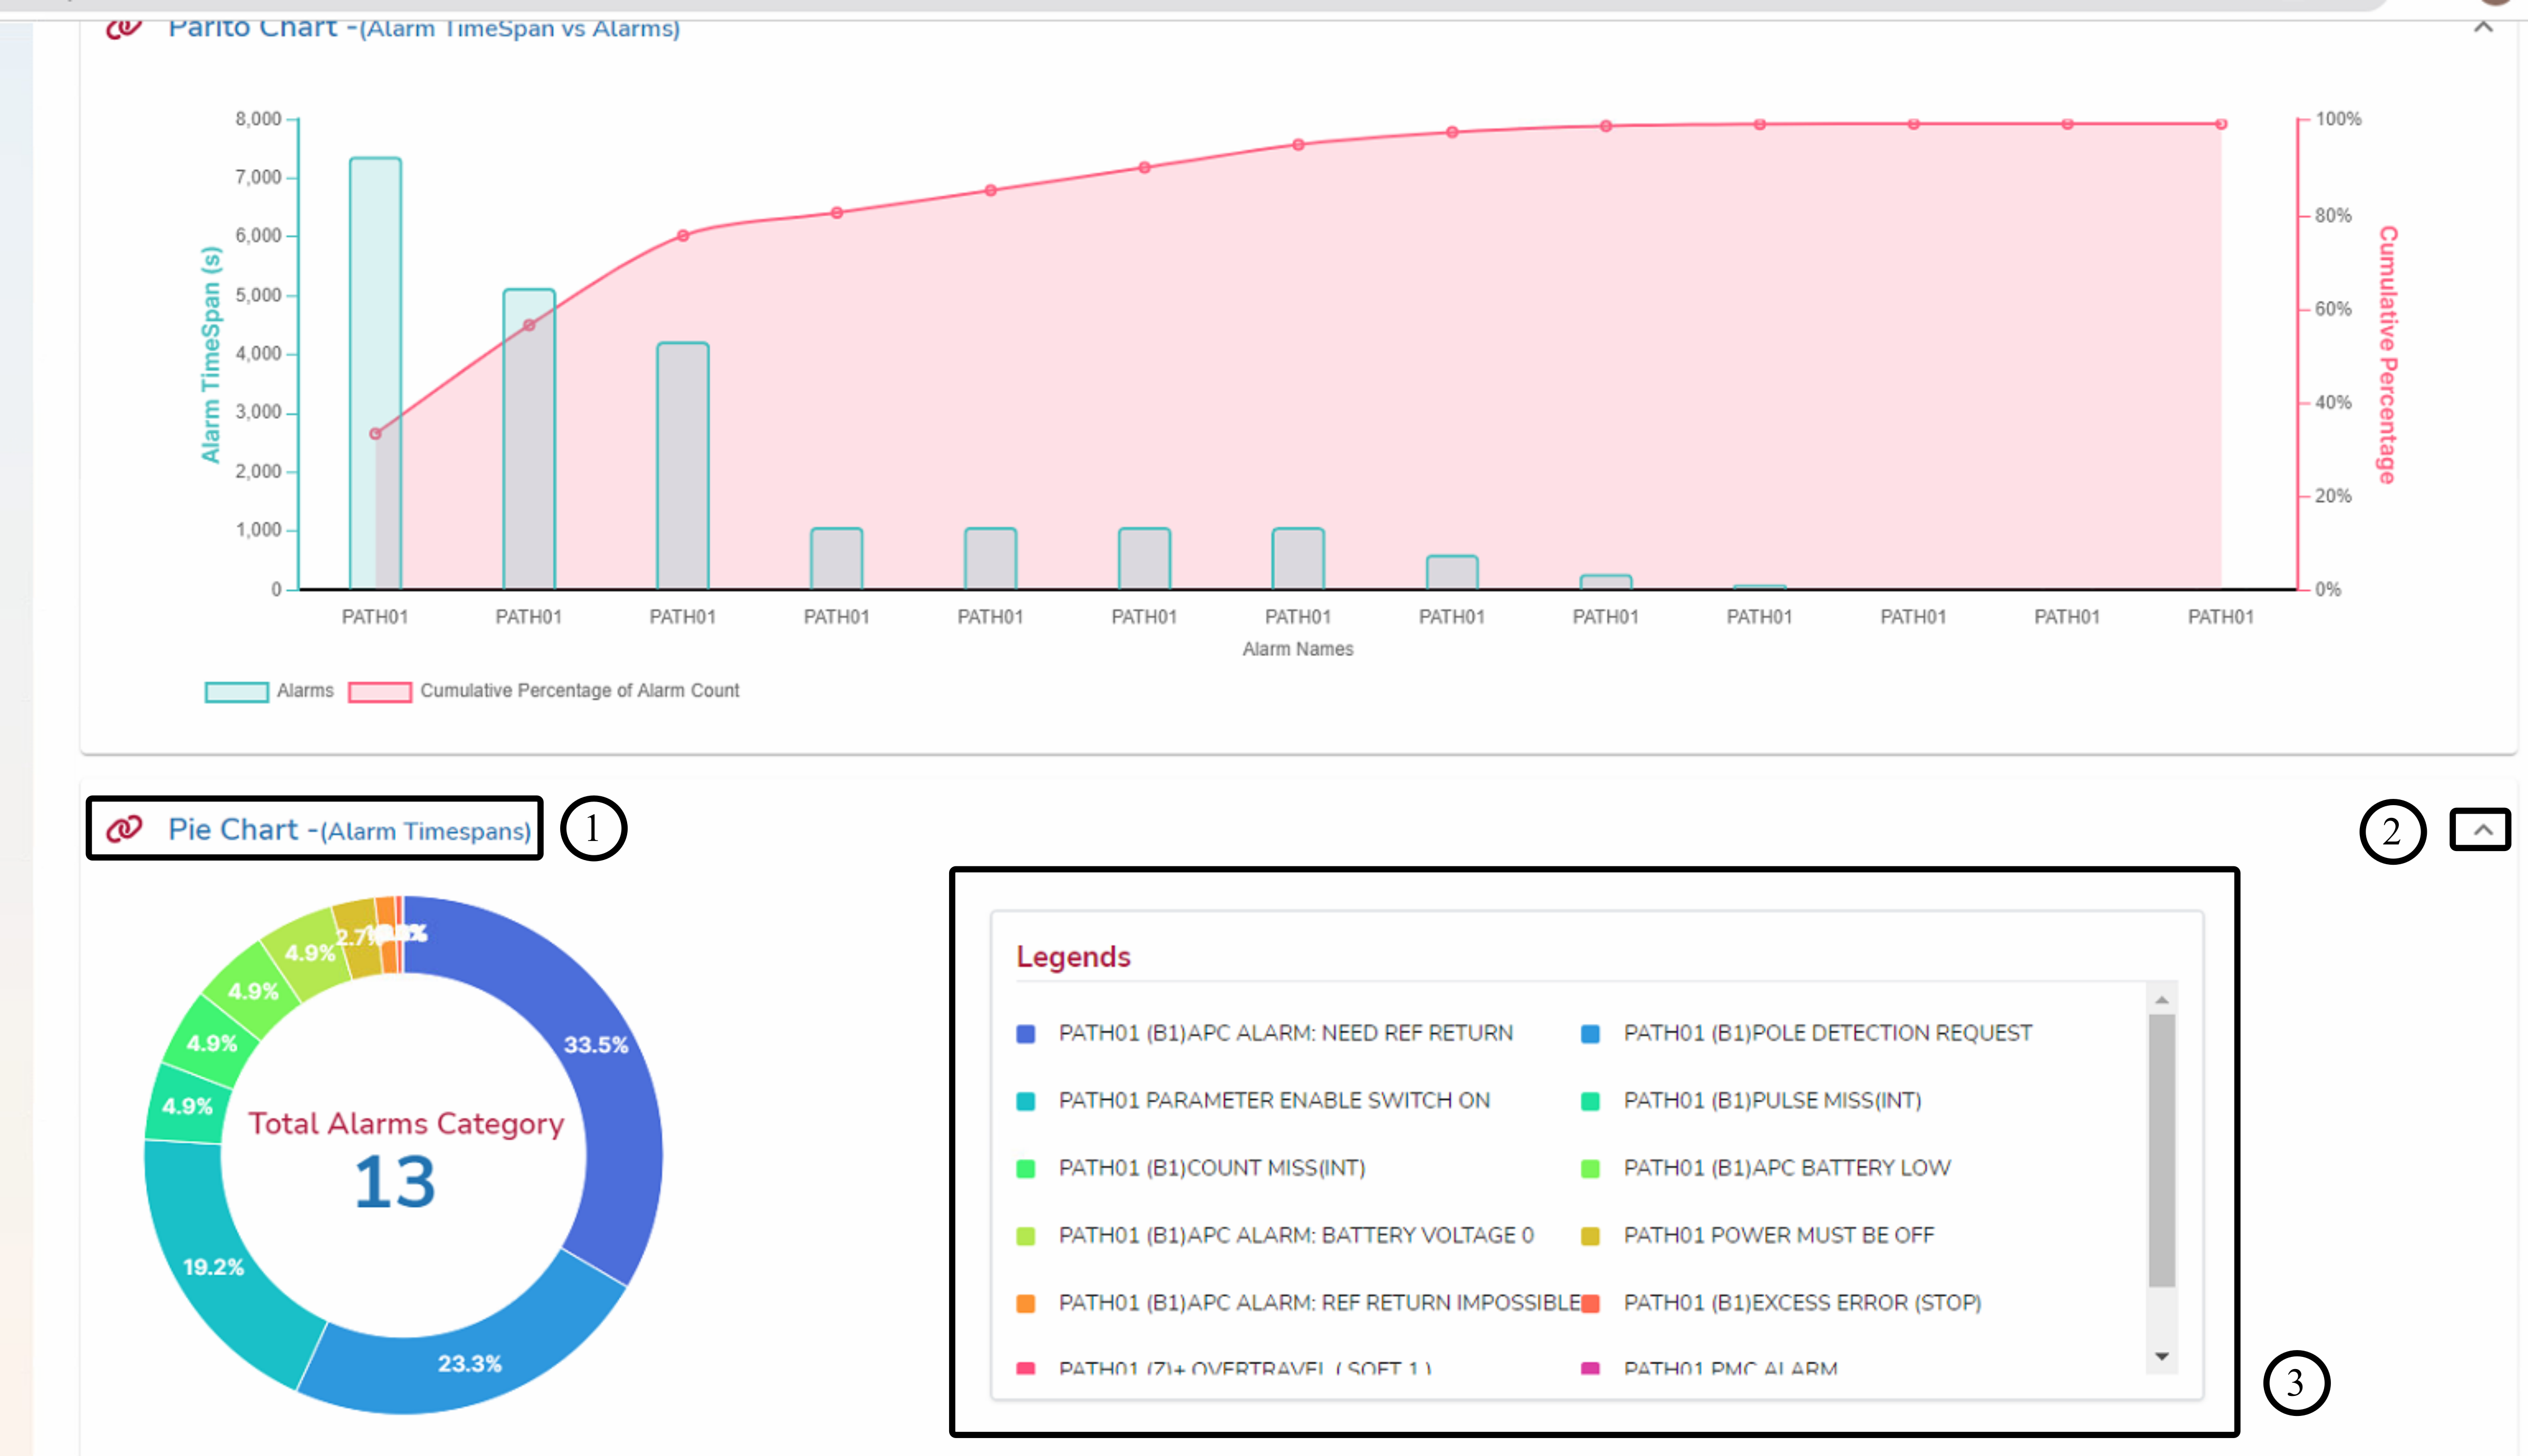 Parito Chart -(Alarm TimeSpan vs Alarms)
8,000
7,000
6,000
5,000
4,000
3,000
2,000
1,000
0
Alarm TimeSpan (s)
100%
80%
60%
40%
20%
0%
Cumulative Percentage
PATH01 PATH01 PATH01 PATH01 PATH01 PATH01 PATH01 PATH01 PATH01 PATH01 PATH01 PATH01 PATH01
Alarm Names
Alarms Cumulative Percentage of Alarm Count
Pie Chart -(Alarm Timespans) 1
2
2.7%
4.9%
4.9%
4.9%
4.9%
33.5%
19.2%
23.3%
Total Alarms Category
13
Legends
PATH01 (B1)APC ALARM: NEED REF RETURN PATH01 (B1)POLE DETECTION REQUEST
PATH01 PARAMETER ENABLE SWITCH ON PATH01 (B1)PULSE MISS(INT)
PATH01 (B1)COUNT MISS(INT) PATH01 (B1)APC BATTERY LOW
PATH01 (B1)APC ALARM: BATTERY VOLTAGE 0 PATH01 POWER MUST BE OFF
PATH01 (B1)APC ALARM: REF RETURN IMPOSSIBLE PATH01 (B1)EXCESS ERROR (STOP)
PATH01 (Z)+ OVERTRAVEL ( SOFT 1 ) PATH01 PMC ALARM
3